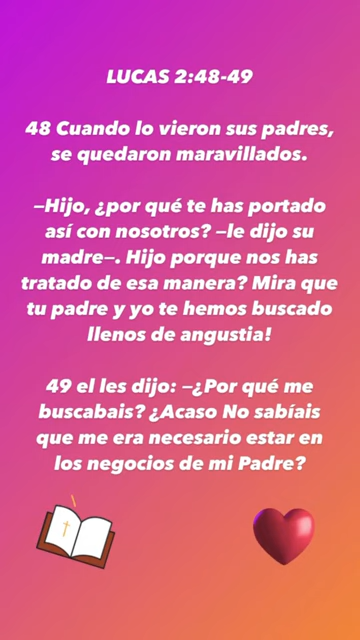 LUCAS 2:48-49
48 Cuando lo vieron sus padres,
se quedaron maravillados.
—Hijo, ¿por qué te has portado
así con nosotros? —le dijo su
madre—. Hijo porque nos has
tratado de esa manera? Mira que
tu padre y yo te hemos buscado
llenos de angustia!
49 el les dijo: —¿Por qué me
buscabais? ¿Acaso No sabíais
que me era necesario estar en
los negocios de mi Padre?